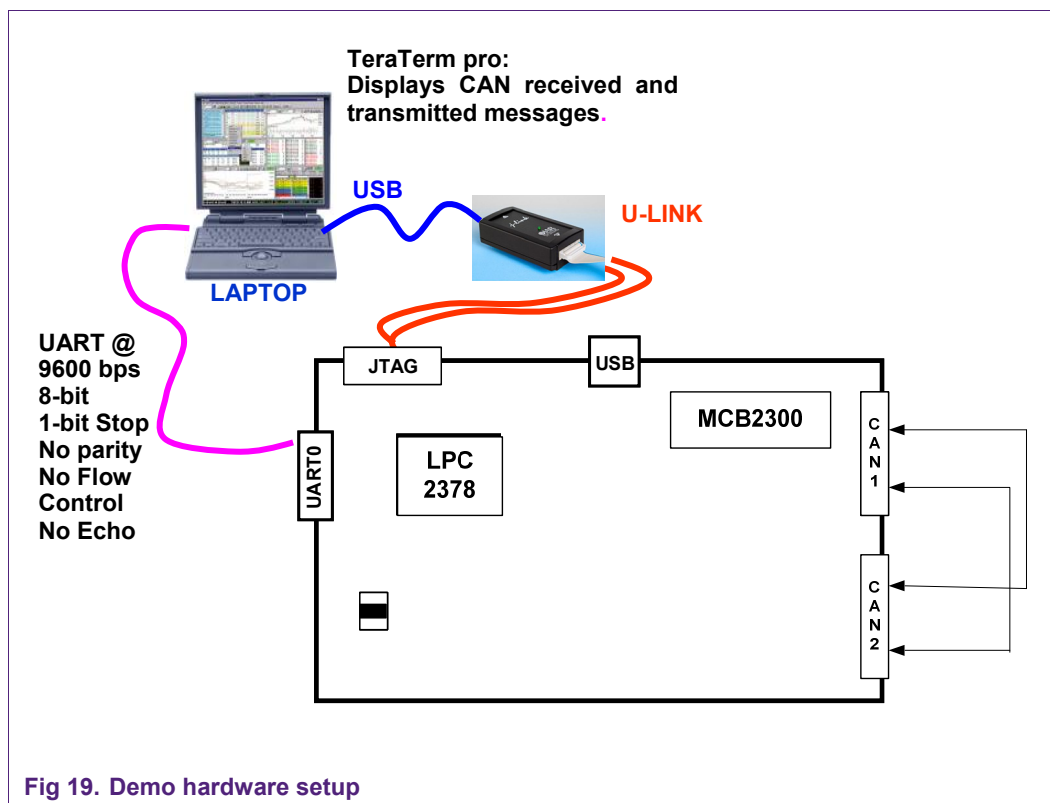 TeraTerm pro:
Displays CAN received and
transmitted messages.
USB
U-LINK
LAPTOP
UART @
9600 bps
8-bit
1-bit Stop
No parity
No Flow
Control
No Echo
JTAG
USB
MCB2300
CAN1
LPC
2378
UART0
CAN2
Fig 19. Demo hardware setup